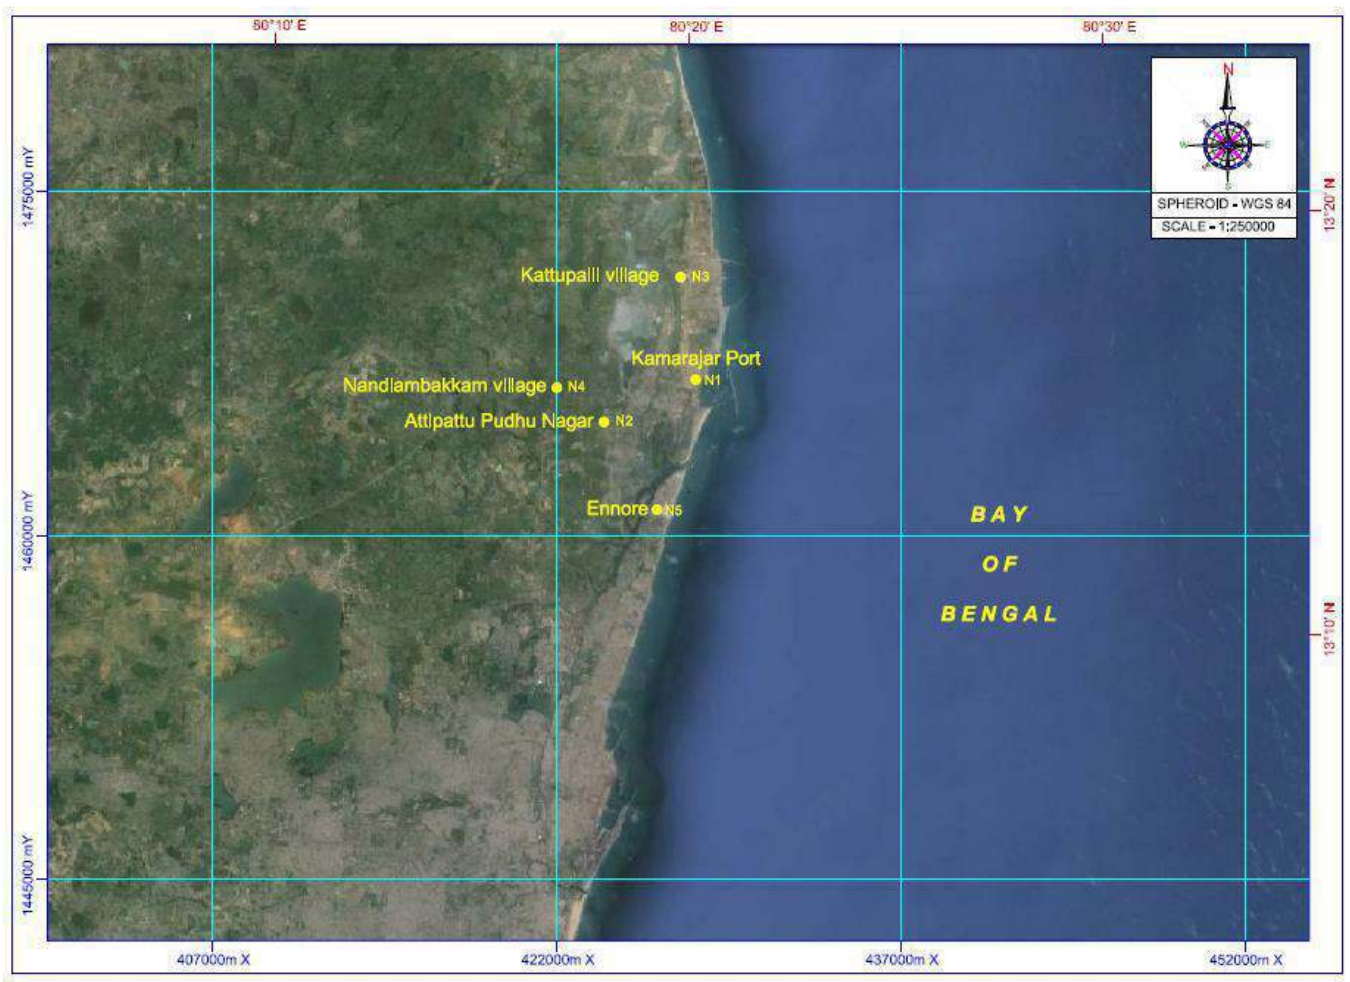 80°10' E
80°20' E
80°30' E
N
W
E
S
SPHEROID - WGS 84
SCALE - 1:250000
1475000 mY
13°20' N
Kattupalli village
N3
Kamarajar Port
N1
Nandiambakkam village
N4
Attipattu Pudhu Nagar
N2
Ennore
N5
1460000 mY
BAY
OF
BENGAL
13°10' N
1445000 mY
407000m X
422000m X
437000m X
452000m X